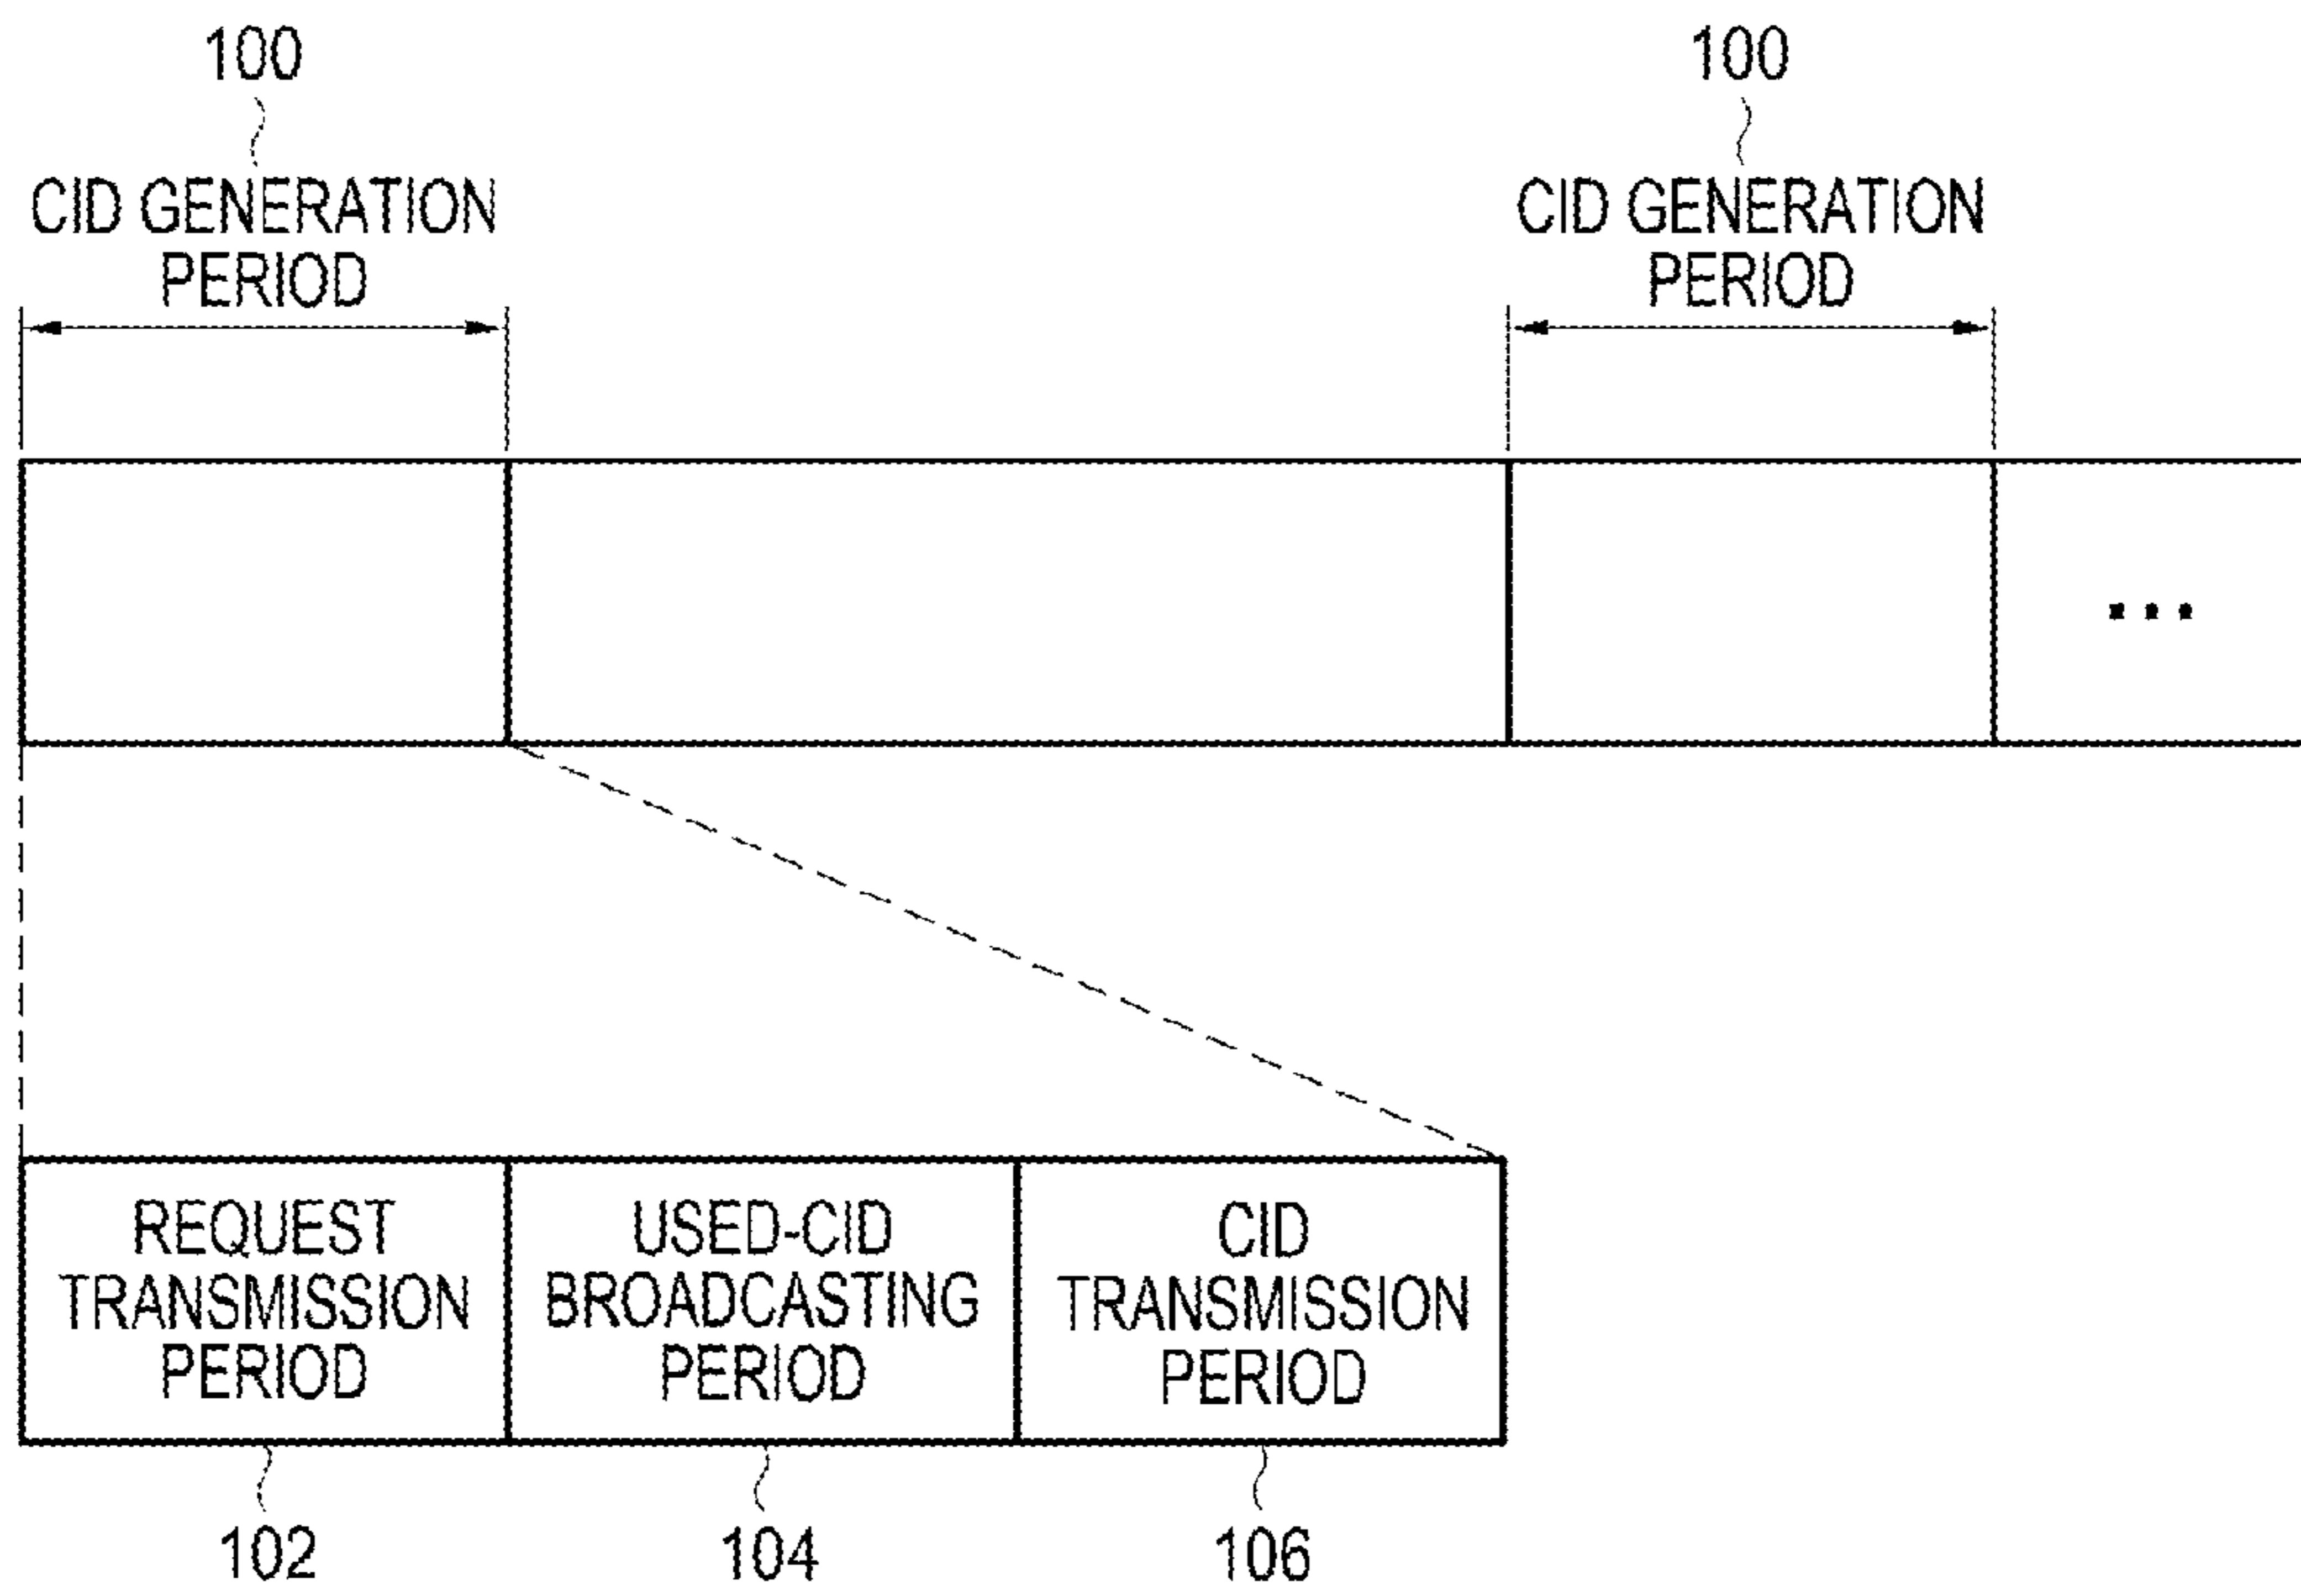 100
CID GENERATION
PERIOD
100
CID GENERATION
PERIOD
...
REQUEST
TRANSMISSION
PERIOD
USED-CID
BROADCASTING
PERIOD
CID
TRANSMISSION
PERIOD
102
104
106